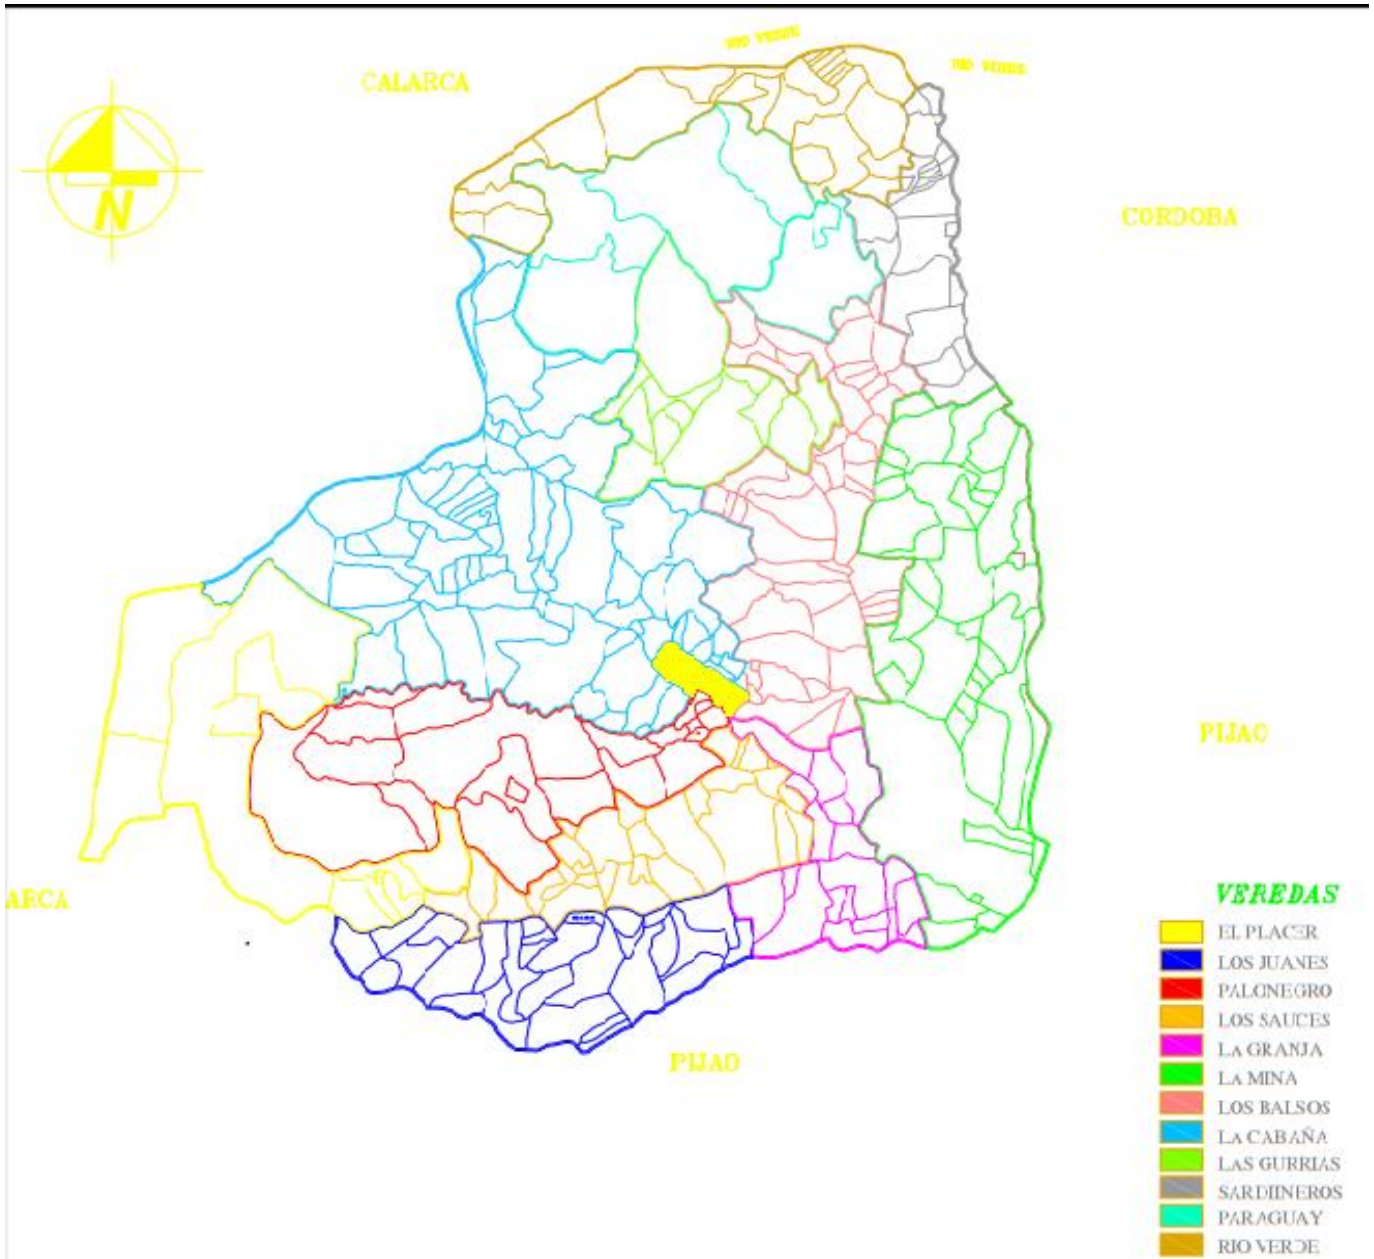 RIO VERDE
RIO VERDE
CALARCA
N
CORDOBA
PIJAO
ARCA
PIJAO
VEREDAS
EL PLACER
LOS JUANES
PALONEGRO
LOS SAUCES
LA GRANJA
LA MINA
LOS BALSOS
LA CABAÑA
LAS GURRIAS
SARDIINEROS
PARAGUAY
RIO VERDE